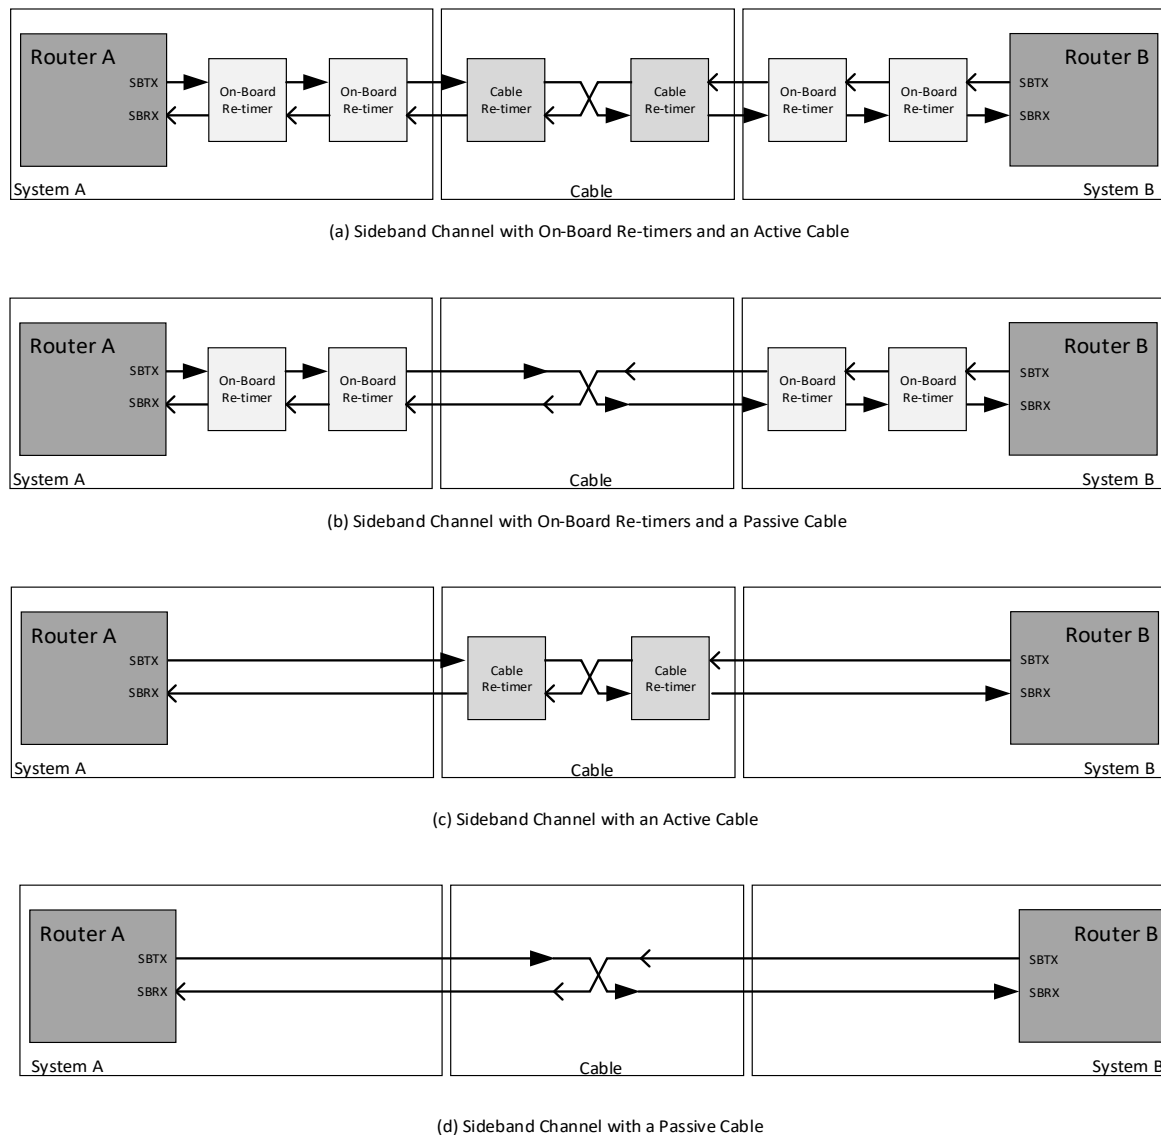 Router A
Router B
SBTX
SBRX
On-Board
Re-timer
On-Board
Re-timer
Cable
Re-timer
Cable
Re-timer
On-Board
Re-timer
On-Board
Re-timer
SBTX
SBRX
System A
Cable
System B
(a) Sideband Channel with On-Board Re-timers and an Active Cable
Router A
Router B
SBTX
SBRX
On-Board
Re-timer
On-Board
Re-timer
On-Board
Re-timer
On-Board
Re-timer
SBTX
SBRX
System A
Cable
System B
(b) Sideband Channel with On-Board Re-timers and a Passive Cable
Router A
Router B
SBTX
SBRX
Cable
Re-timer
Cable
Re-timer
SBTX
SBRX
System A
Cable
System B
(c) Sideband Channel with an Active Cable
Router A
Router B
SBTX
SBRX
SBTX
SBRX
System A
Cable
System B
(d) Sideband Channel with a Passive Cable